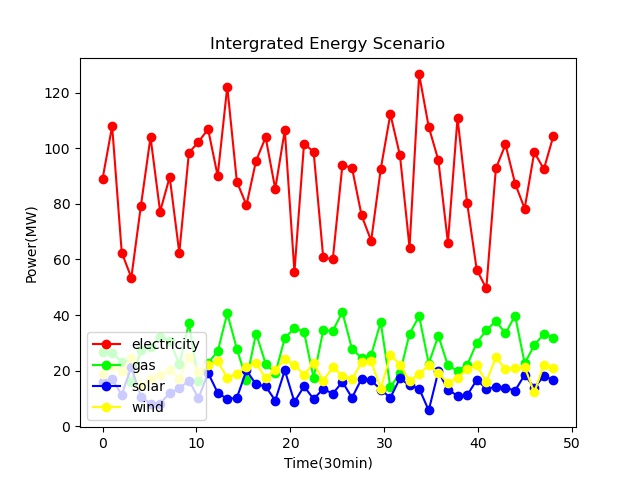 Intergrated Energy Scenario
Power(MW)
120
100
80
60
40
20
0
electricity
gas
solar
wind
0 10 20 30 40 50
Time(30min)